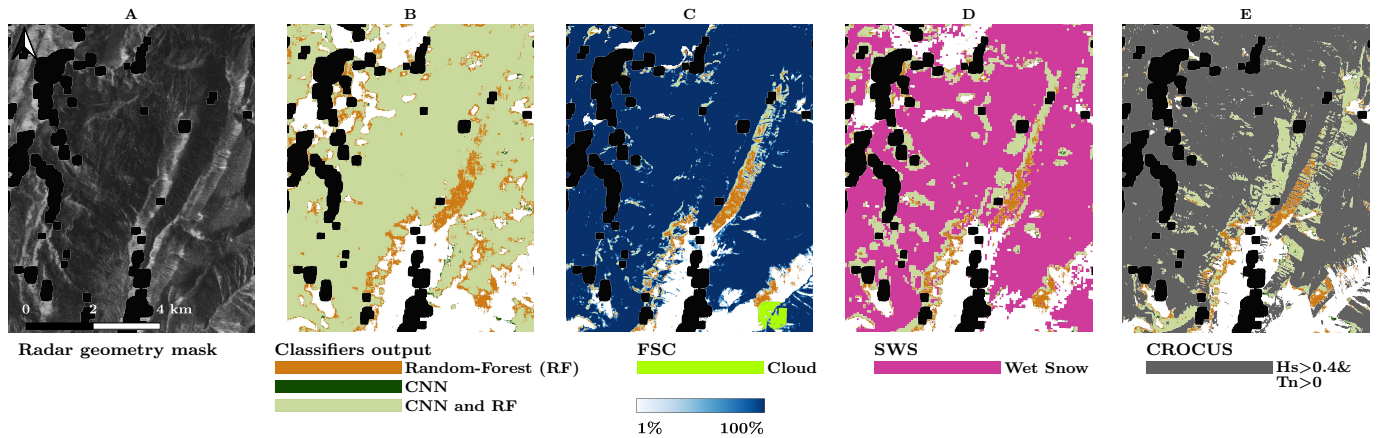 A B C D E
0 2 4 km
Radar geometry mask
Classifiers output
Random-Forest (RF)
CNN
CNN and RF
FSC
Cloud
1% 100%
SWS
Wet Snow
CROCUS
Hs>0.4&
Tn>0